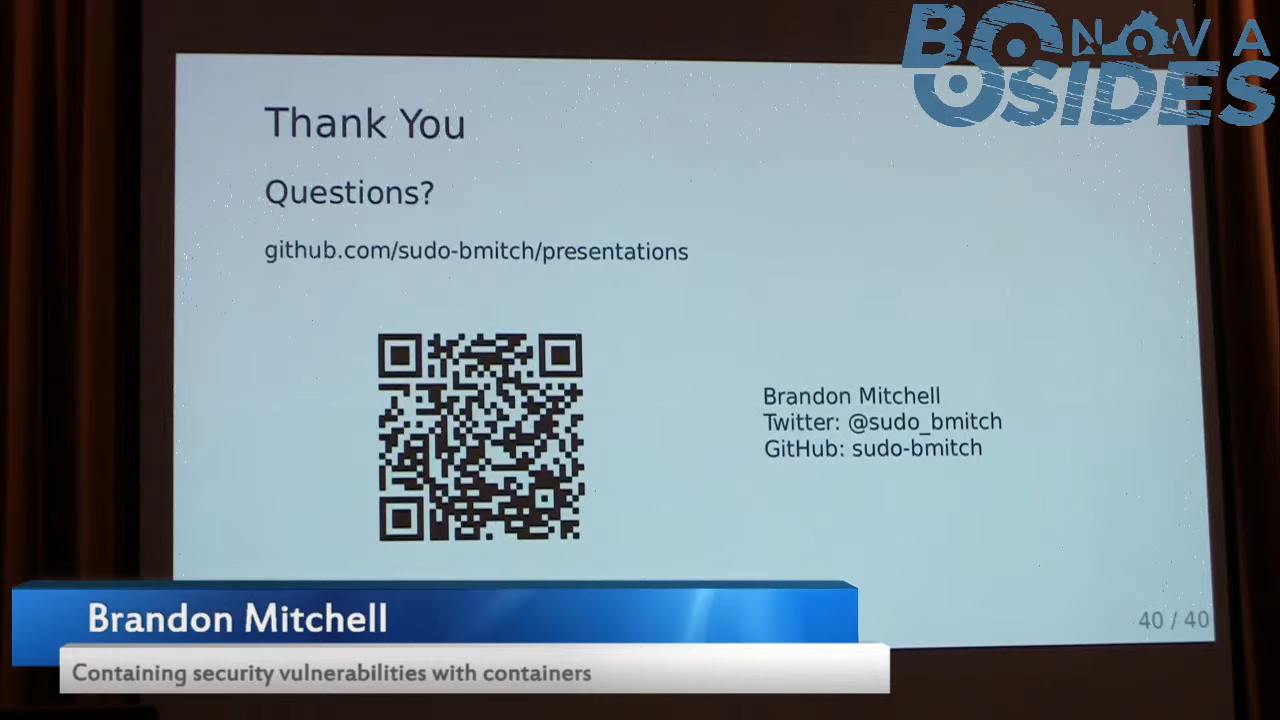 BSIDES NOVA
Thank You
Questions?
github.com/sudo-bmitch/presentations
Brandon Mitchell
Twitter: @sudo_bmitch
GitHub: sudo-bmitch
40 / 40
Brandon Mitchell
Containing security vulnerabilities with containers